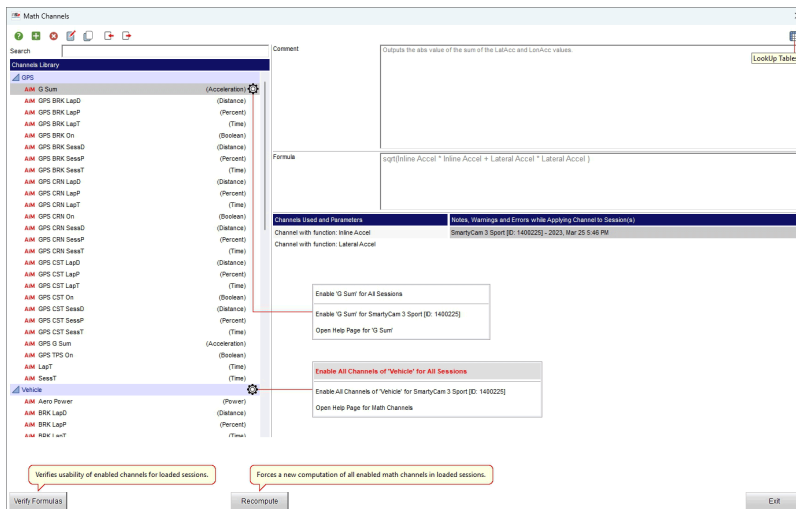 Math Channels
Search
Comment
Outputs the abs value of the sum of the LatAcc and LonAcc values.
LookUp Table
Channels Library
GPS
AiM G Sum (Acceleration)
AiM GPS BRK LapD (Distance)
AiM GPS BRK LapP (Percent)
AiM GPS BRK LapT (Time)
AiM GPS BRK On (Boolean)
AiM GPS BRK SessD (Distance)
AiM GPS BRK SessP (Percent)
AiM GPS BRK SessT (Time)
AiM GPS CRN LapD (Distance)
AiM GPS CRN LapP (Percent)
AiM GPS CRN LapT (Time)
AiM GPS CRN On (Boolean)
AiM GPS CRN SessD (Distance)
AiM GPS CRN SessP (Percent)
AiM GPS CRN SessT (Time)
AiM GPS CST LapD (Distance)
AiM GPS CST LapP (Percent)
AiM GPS CST LapT (Time)
AiM GPS CST On (Boolean)
AiM GPS CST SessD (Distance)
AiM GPS CST SessP (Percent)
AiM GPS CST SessT (Time)
AiM GPS G Sum (Acceleration)
AiM GPS TPS On (Boolean)
AiM LapT (Time)
AiM SessT (Time)
Vehicle
AiM Aero Power (Power)
AiM BRK LapD (Distance)
AiM BRK LapP (Percent)
AiM BRK LapT (Time)
Formula
sqrt(Inline Accel * Inline Accel + Lateral Accel * Lateral Accel )
Channels Used and Parameters
Notes, Warnings and Errors while Applying Channel to Session(s)
Channel with function: Inline Accel
SmartyCam 3 Sport [ID: 1400225] - 2023, Mar 25 5:46 PM
Channel with function: Lateral Accel
Enable 'G Sum' for All Sessions
Enable 'G Sum' for SmartyCam 3 Sport [ID: 1400225]
Open Help Page for 'G Sum'
Enable All Channels of 'Vehicle' for All Sessions
Enable All Channels of 'Vehicle' for SmartyCam 3 Sport [ID: 1400225]
Open Help Page for Math Channels
Verifies usability of enabled channels for loaded sessions.
Forces a new computation of all enabled math channels in loaded sessions.
Verify Formulas
Recompute
Exit